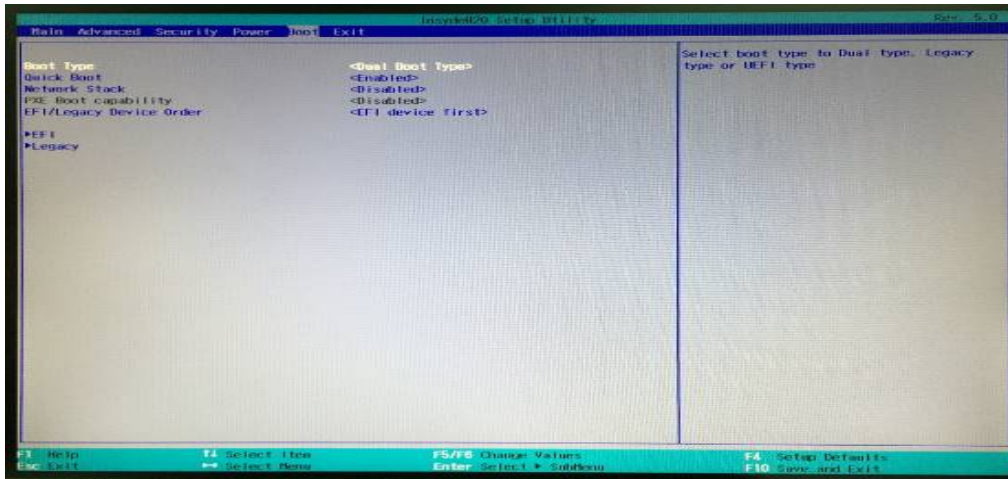 InsydeH20 Setup Utility Rev. 5.0
Main Advanced Security Power Boot Exit
Boot Type <Dual Boot Type>
Quick Boot <Enabled>
Network Stack <Disabled>
PXE Boot capability <Disabled>
EFI/Legacy Device Order <EFI device first>
▶EFI
▶Legacy
Select boot type to Dual type, Legacy
type or UEFI type
F1 Help ↑↓ Select Item F5/F6 Change Values F4 Setup Defaults
Esc Exit ↔ Select Menu Enter Select ▶ SubMenu F10 Save and Exit